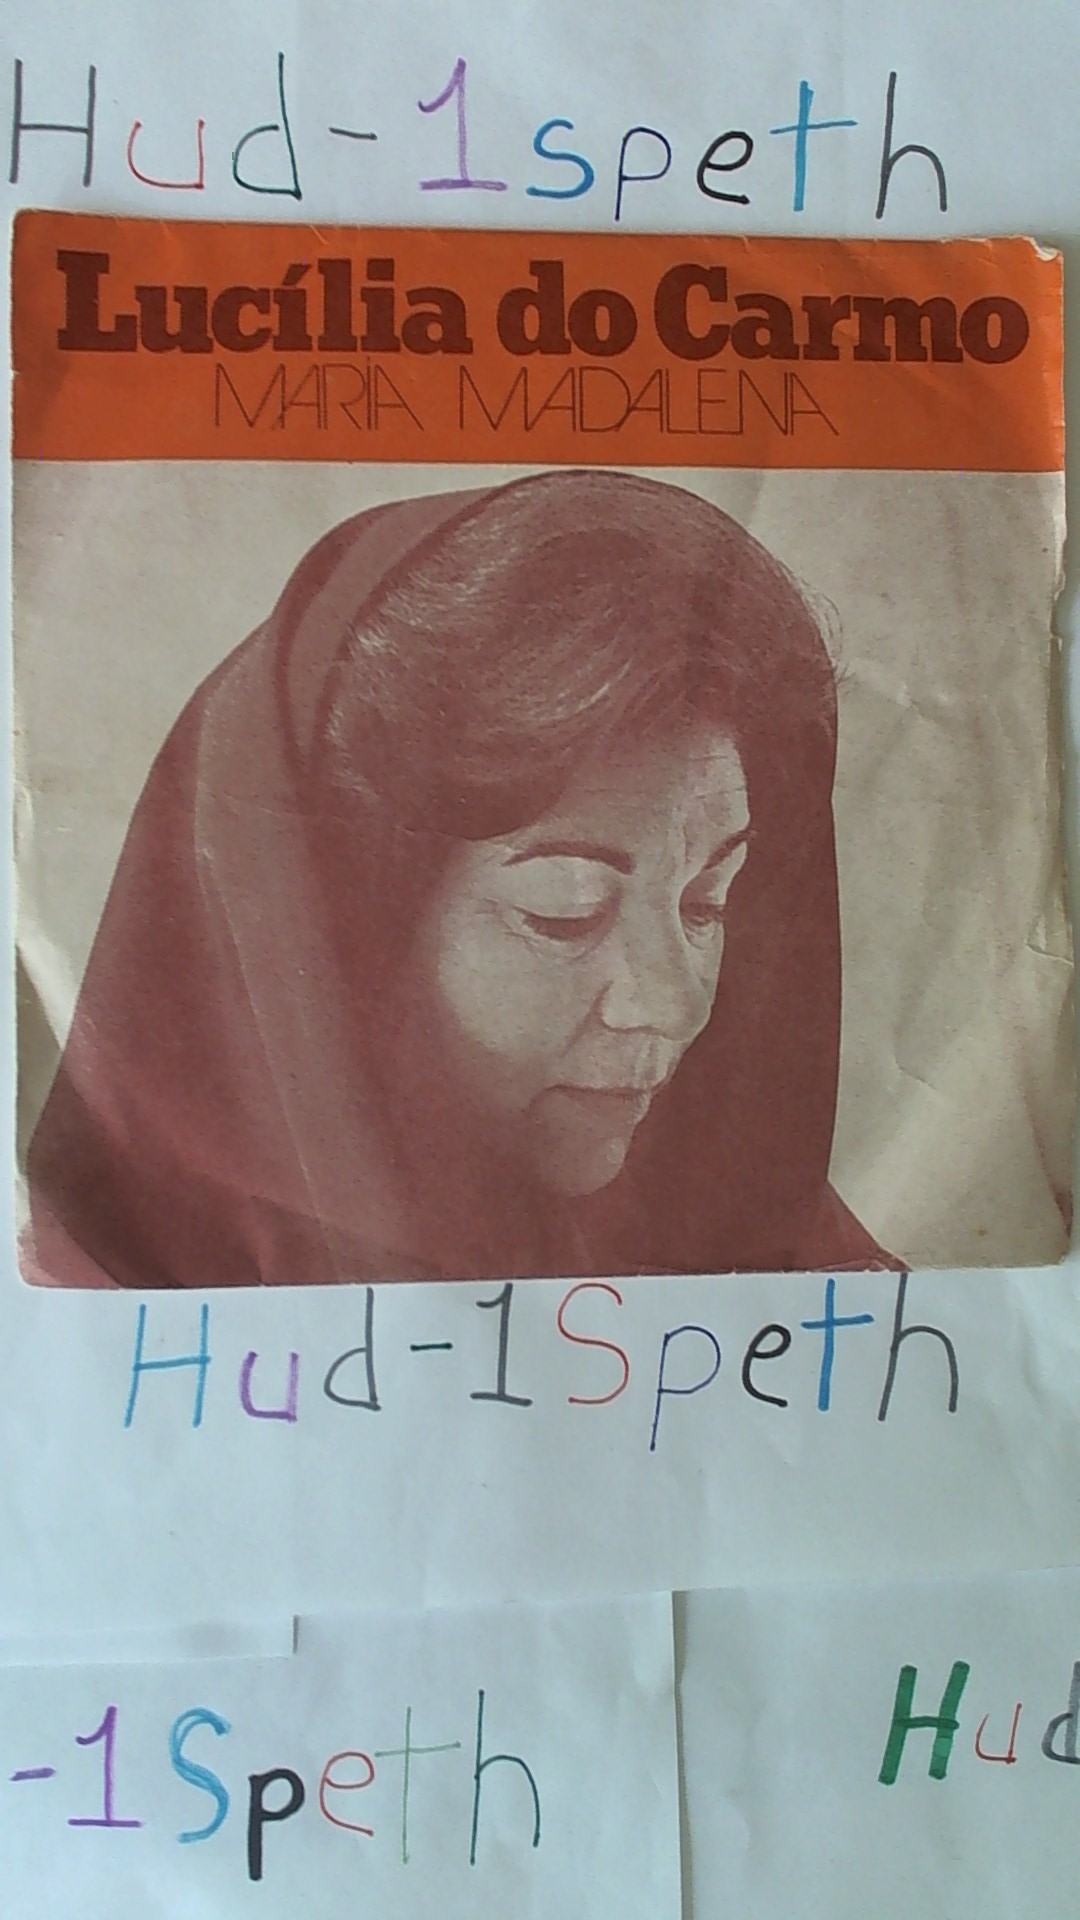 Hud-1speth
Lucília do Carmo
MARIA MADALENA
Hud-1Speth
-1Speth
Hud